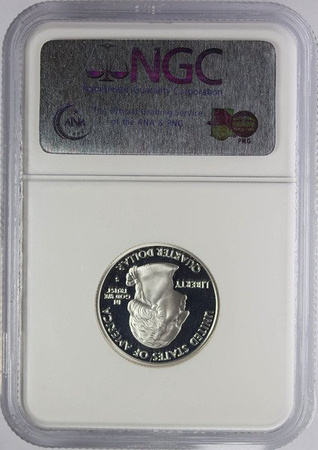 NGC
Numismatic Guaranty Corporation
The Official Grading Service
of the ANA & PNG
ANA
PNG
UNITED STATES OF AMERICA
LIBERTY
IN
GOD WE
TRUST
S
QUARTER DOLLAR